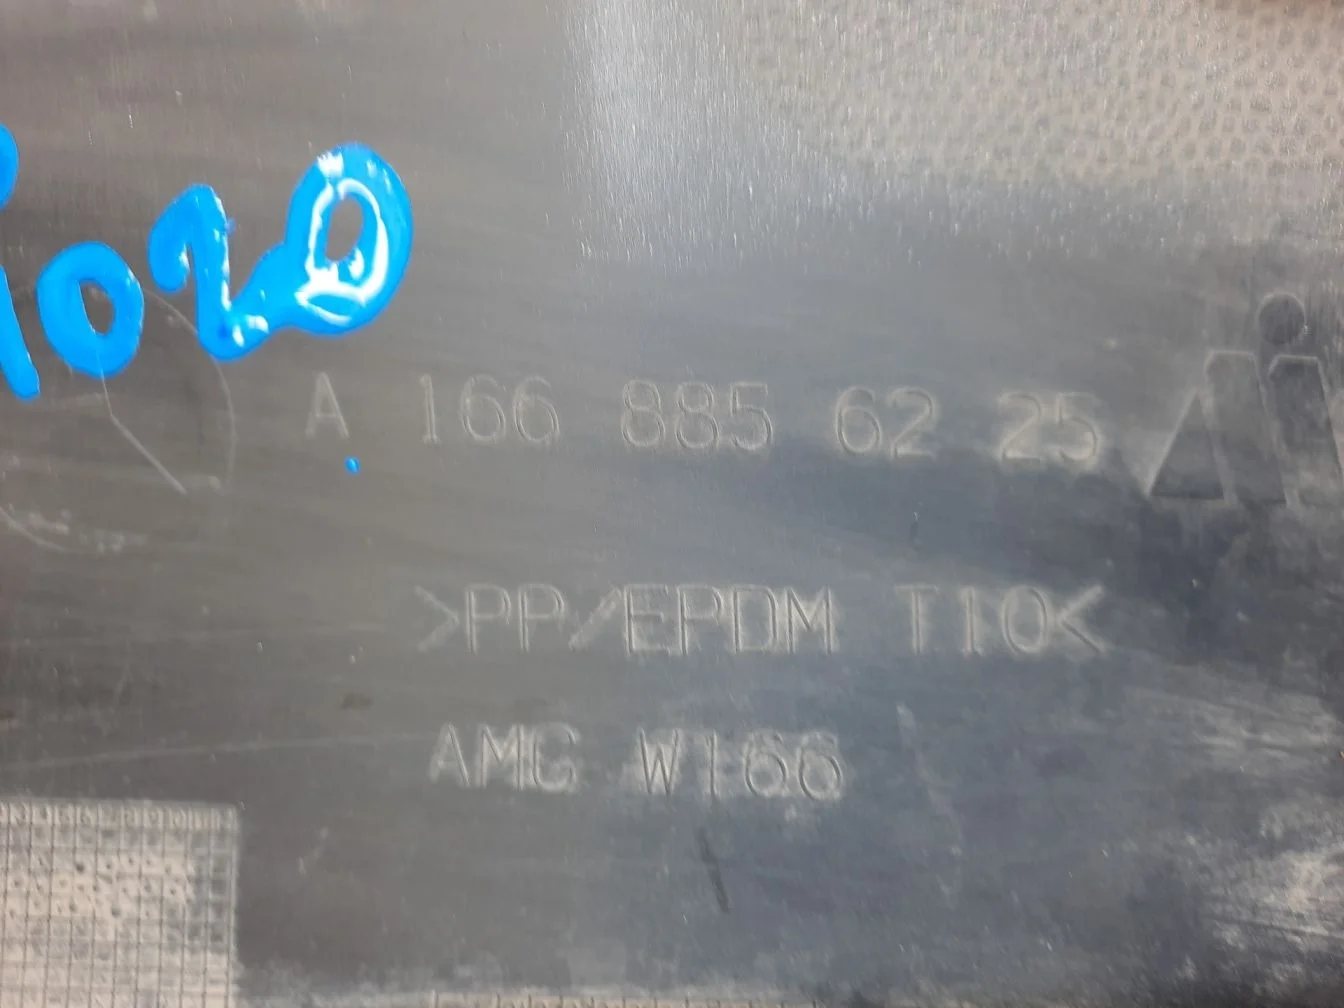 1020
A 166 885 62 25
>PP/EPDM T10<
AMG W166